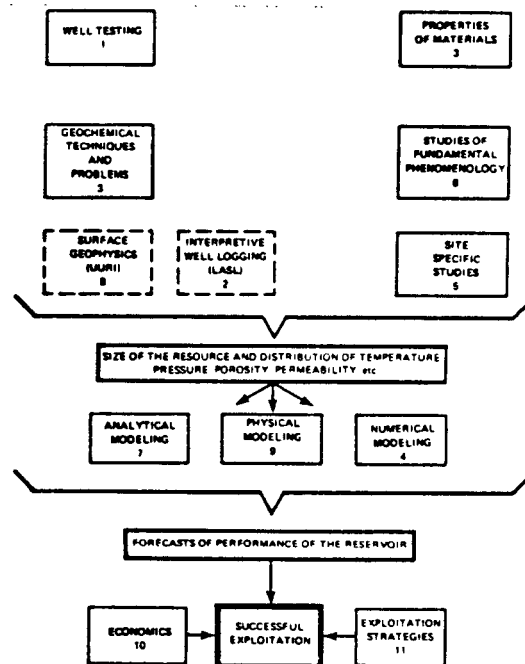 WELL TESTING
1
PROPERTIES
OF MATERIALS
3
GEOCHEMICAL
TECHNIQUES
AND
PROBLEMS
3
STUDIES OF
FUNDAMENTAL
PHENOMENOLOGY
6
SURFACE
GEOPHYSICS
(MURI)
8
INTERPRETIVE
WELL LOGGING
(LASL)
2
SITE
SPECIFIC
STUDIES
5
SIZE OF THE RESOURCE AND DISTRIBUTION OF TEMPERATURE
PRESSURE POROSITY PERMEABILITY etc
ANALYTICAL
MODELING
7
PHYSICAL
MODELING
9
NUMERICAL
MODELING
4
FORECASTS OF PERFORMANCE OF THE RESERVOIR
ECONOMICS
10
SUCCESSFUL
EXPLOITATION
EXPLOITATION
STRATEGIES
11